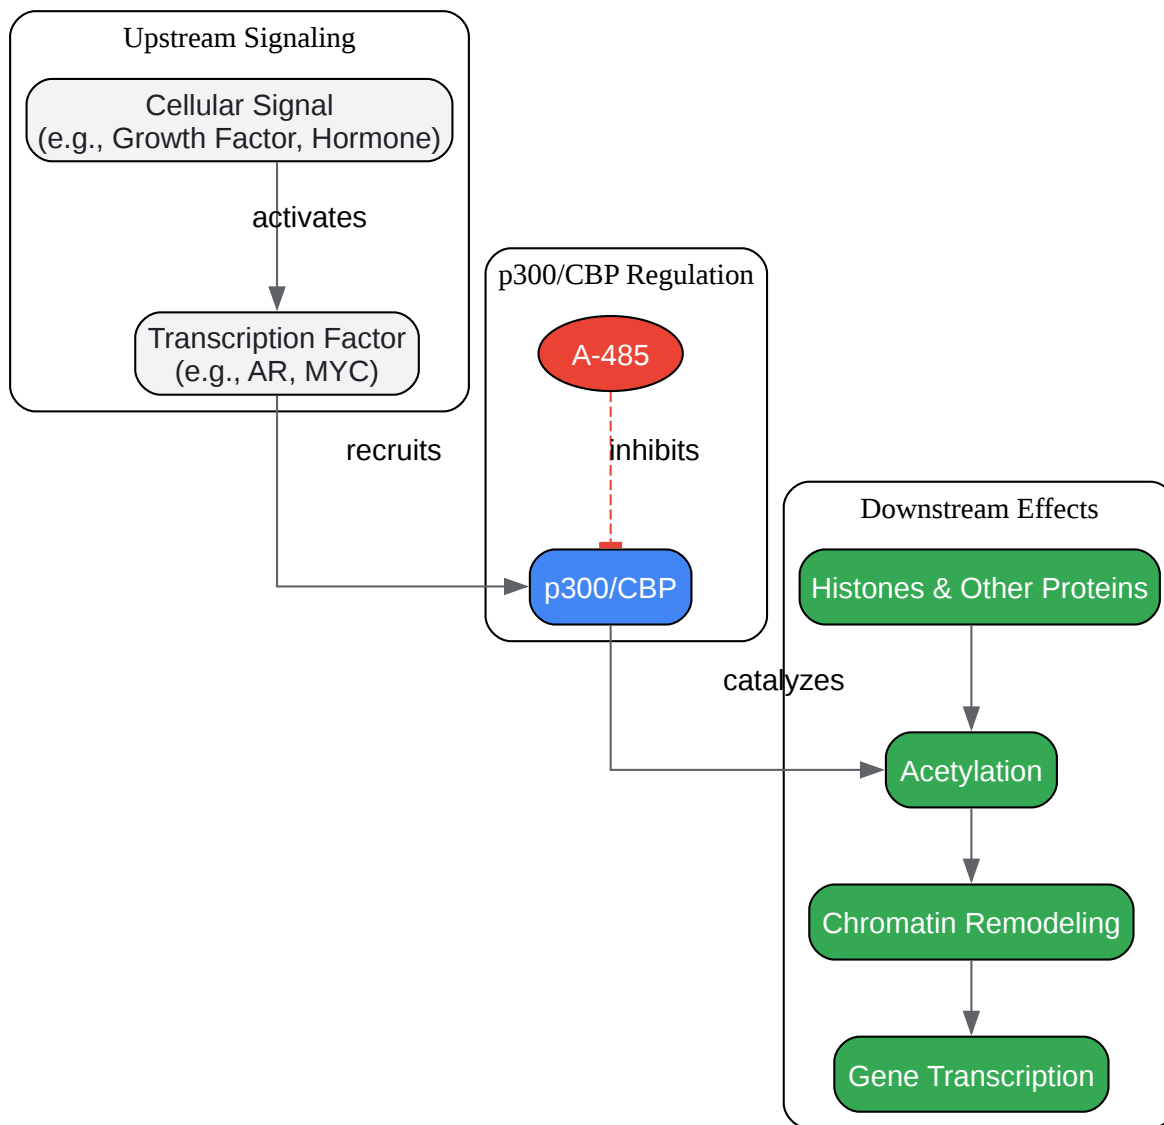 Upstream Signaling
Cellular Signal
(e.g., Growth Factor, Hormone)
activates
Transcription Factor
(e.g., AR, MYC)
recruits
p300/CBP Regulation
A-485
inhibits
p300/CBP
catalyzes
Downstream Effects
Histones & Other Proteins
Acetylation
Chromatin Remodeling
Gene Transcription